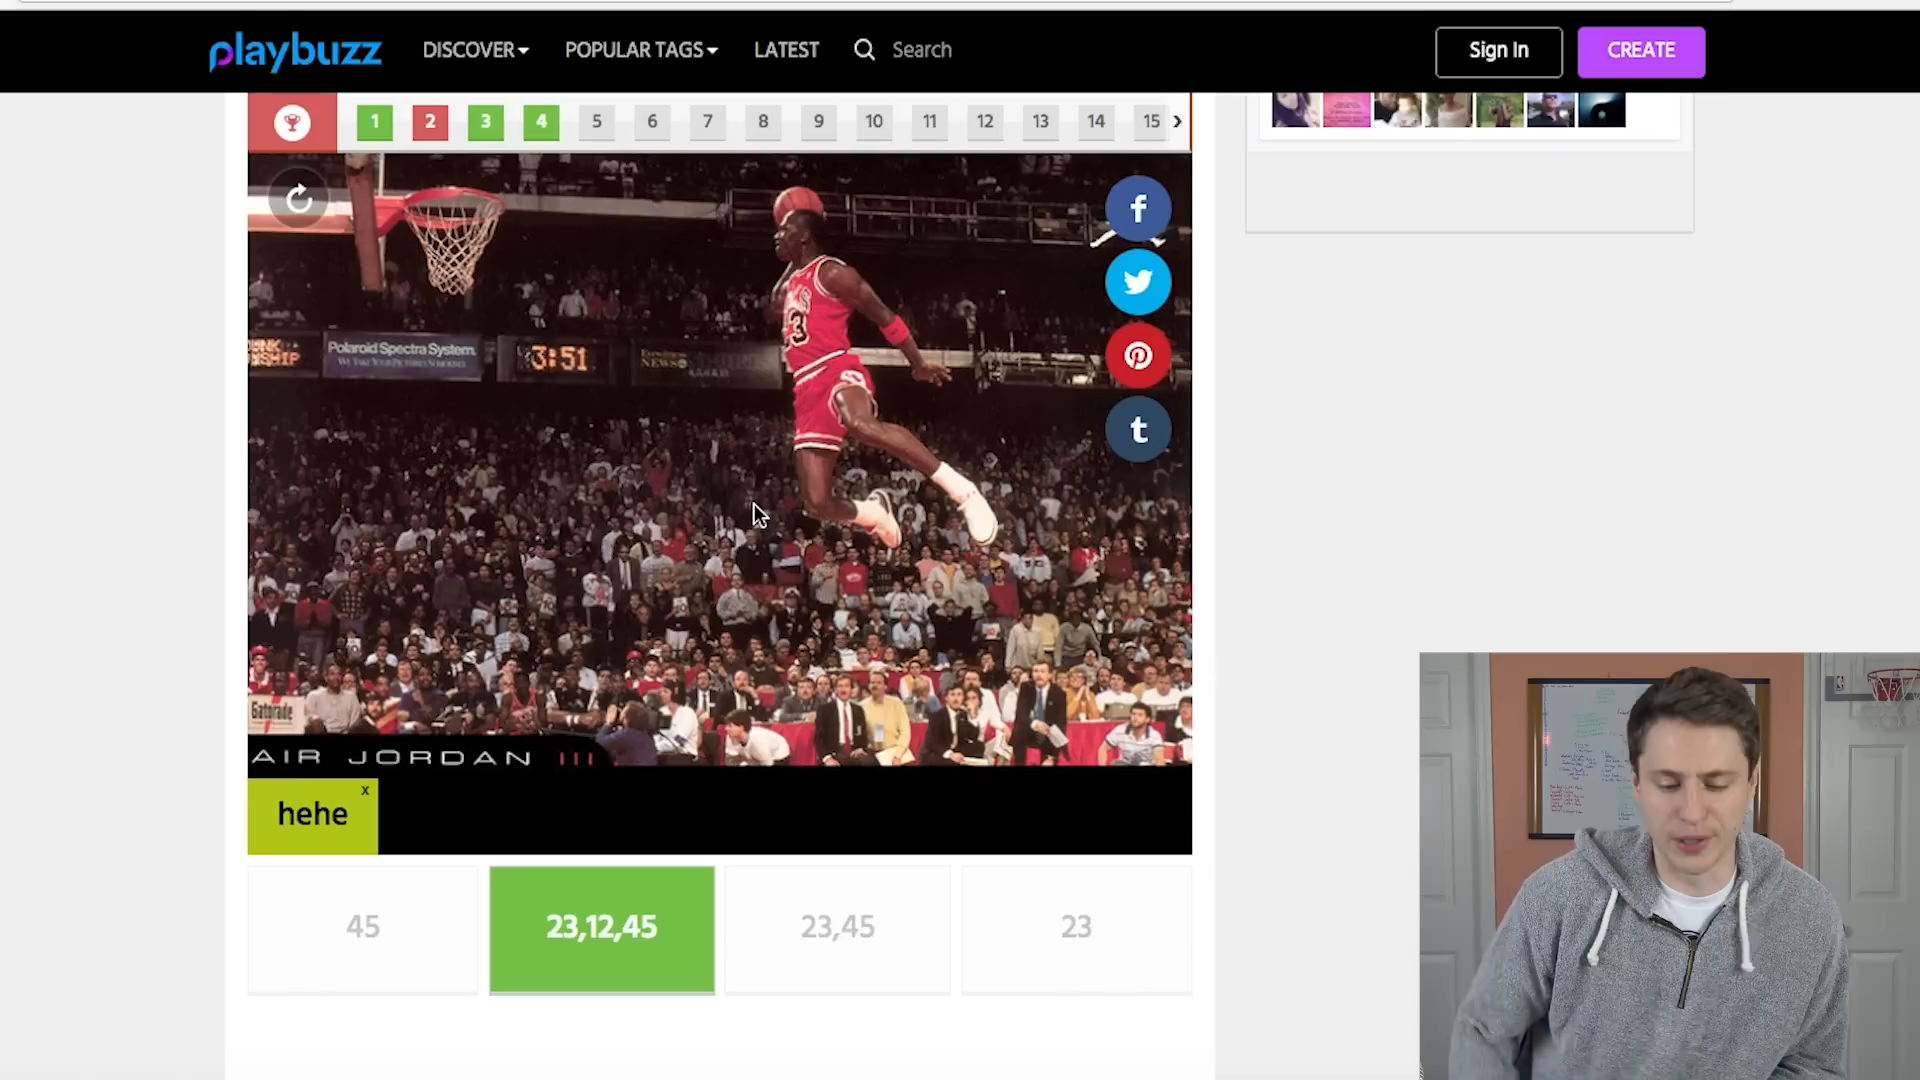 playbuzz DISCOVER POPULAR TAGS LATEST Search Sign In CREATE
1 2 3 4 5 6 7 8 9 10 11 12 13 14 15
f
t
Polaroid Spectra System.
3:51
NEWS
Gatorade
AIR JORDAN III
x
hehe
45 23,12,45 23,45 23